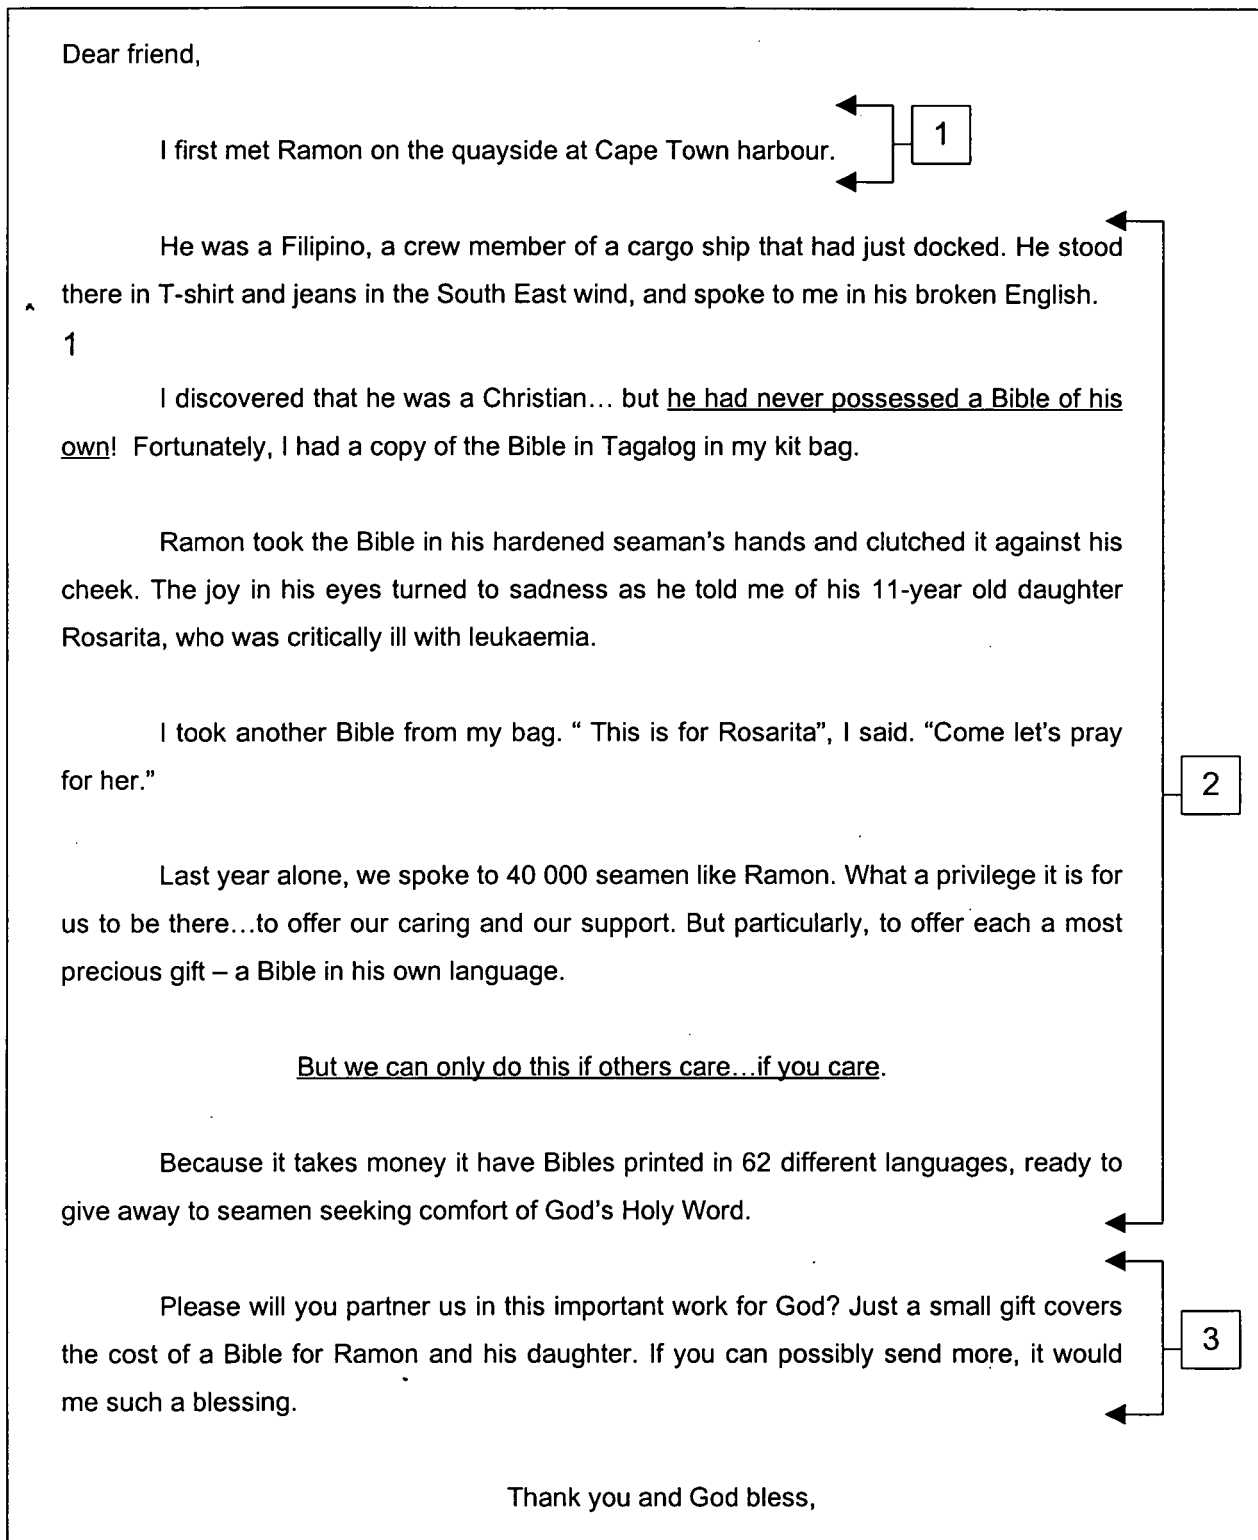 Dear friend,
1
I first met Ramon on the quayside at Cape Town harbour.
He was a Filipino, a crew member of a cargo ship that had just docked. He stood
there in T-shirt and jeans in the South East wind, and spoke to me in his broken English.
1
I discovered that he was a Christian... but he had never possessed a Bible of his
own! Fortunately, I had a copy of the Bible in Tagalog in my kit bag.
Ramon took the Bible in his hardened seaman's hands and clutched it against his
cheek. The joy in his eyes turned to sadness as he told me of his 11-year old daughter
Rosarita, who was critically ill with leukaemia.
I took another Bible from my bag. “ This is for Rosarita”, I said. “Come let's pray
for her.”
2
Last year alone, we spoke to 40 000 seamen like Ramon. What a privilege it is for
us to be there...to offer our caring and our support. But particularly, to offer each a most
precious gift – a Bible in his own language.
But we can only do this if others care...if you care.
Because it takes money it have Bibles printed in 62 different languages, ready to
give away to seamen seeking comfort of God's Holy Word.
Please will you partner us in this important work for God? Just a small gift covers
the cost of a Bible for Ramon and his daughter. If you can possibly send more, it would
3
me such a blessing.
Thank you and God bless,